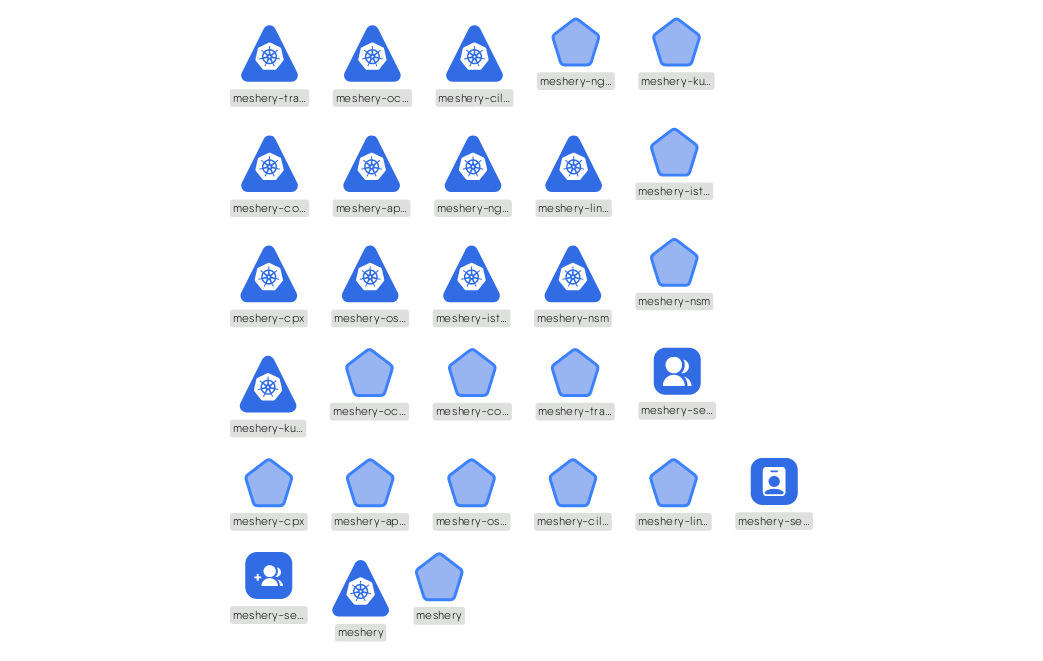 meshery-tra...
meshery-oc...
meshery-cil...
meshery-ng...
meshery-ku...
meshery-co...
meshery-ap...
meshery-ng...
meshery-lin...
meshery-ist...
meshery-cpx
meshery-os...
meshery-ist...
meshery-nsm
meshery-nsm
meshery-ku...
meshery-oc...
meshery-co...
meshery-tra...
meshery-se...
meshery-cpx
meshery-ap...
meshery-os...
meshery-cil...
meshery-lin...
meshery-se...
meshery-se...
meshery
meshery